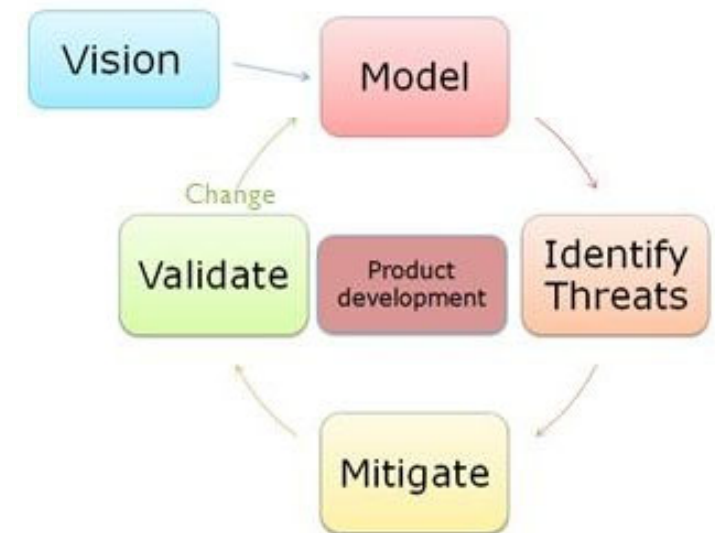 Vision
Model
Change
Validate
Product
development
Identify
Threats
Mitigate